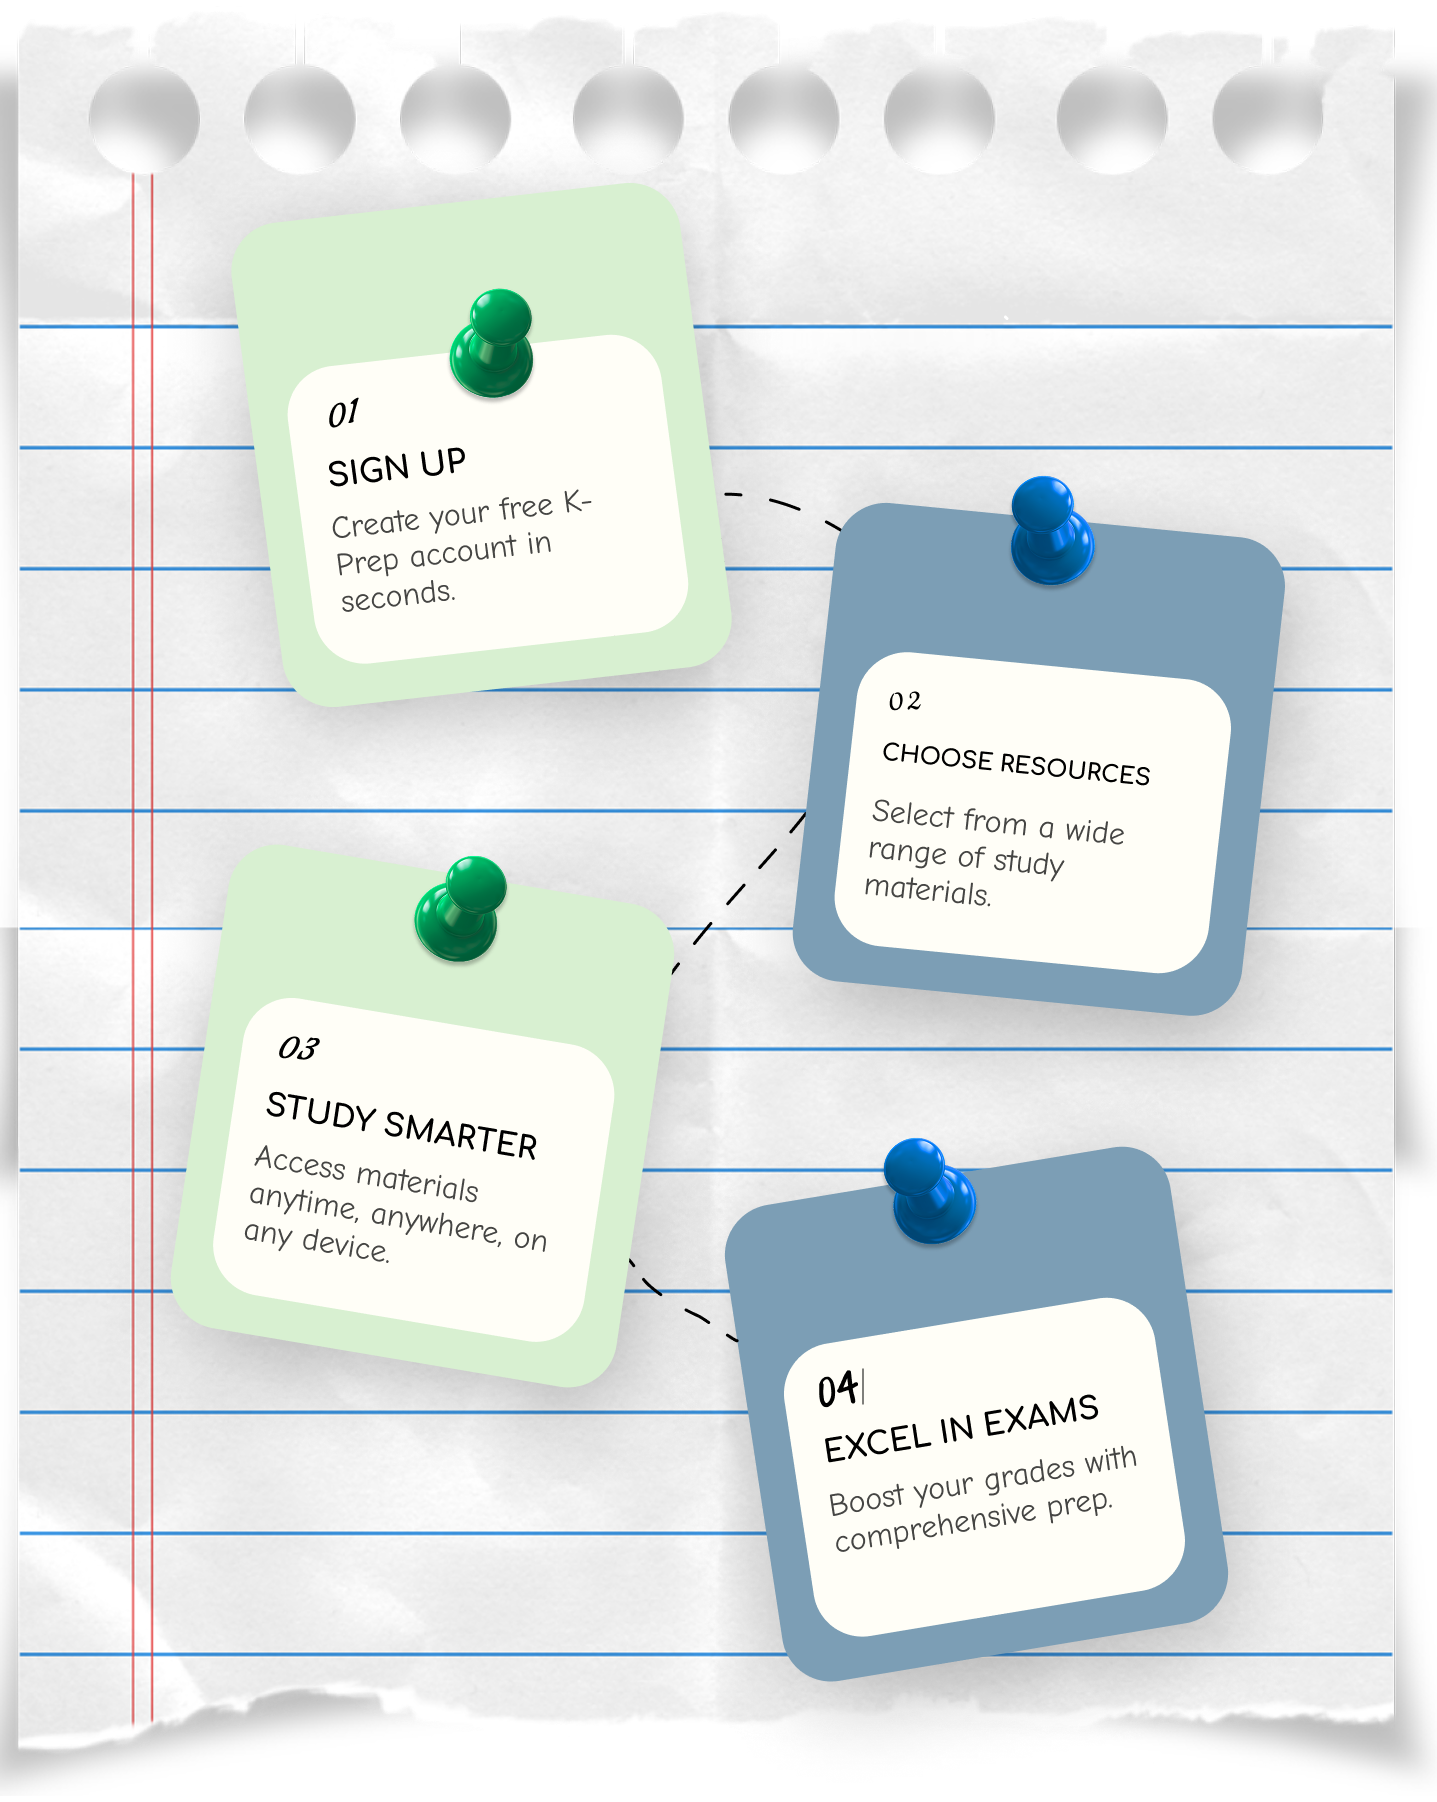 01
SIGN UP
Create your free K-
Prep account in
seconds.
02
CHOOSE RESOURCES
Select from a wide
range of study
materials.
03
STUDY SMARTER
Access materials
anytime, anywhere, on
any device.
04
EXCEL IN EXAMS
Boost your grades with
comprehensive prep.